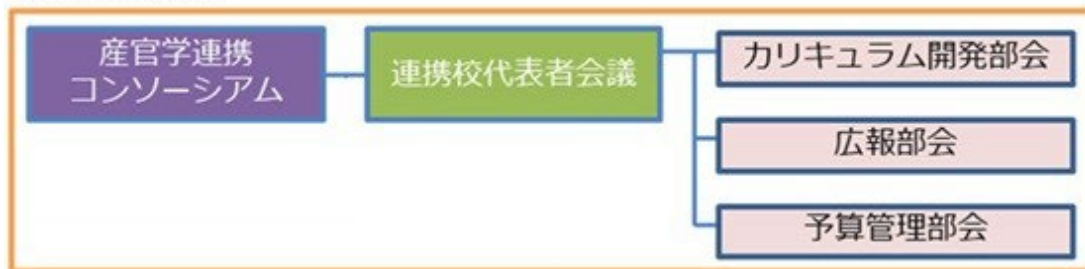 産官学連携
コンソーシアム
連携校代表者会議
カリキュラム開発部会
広報部会
予算管理部会